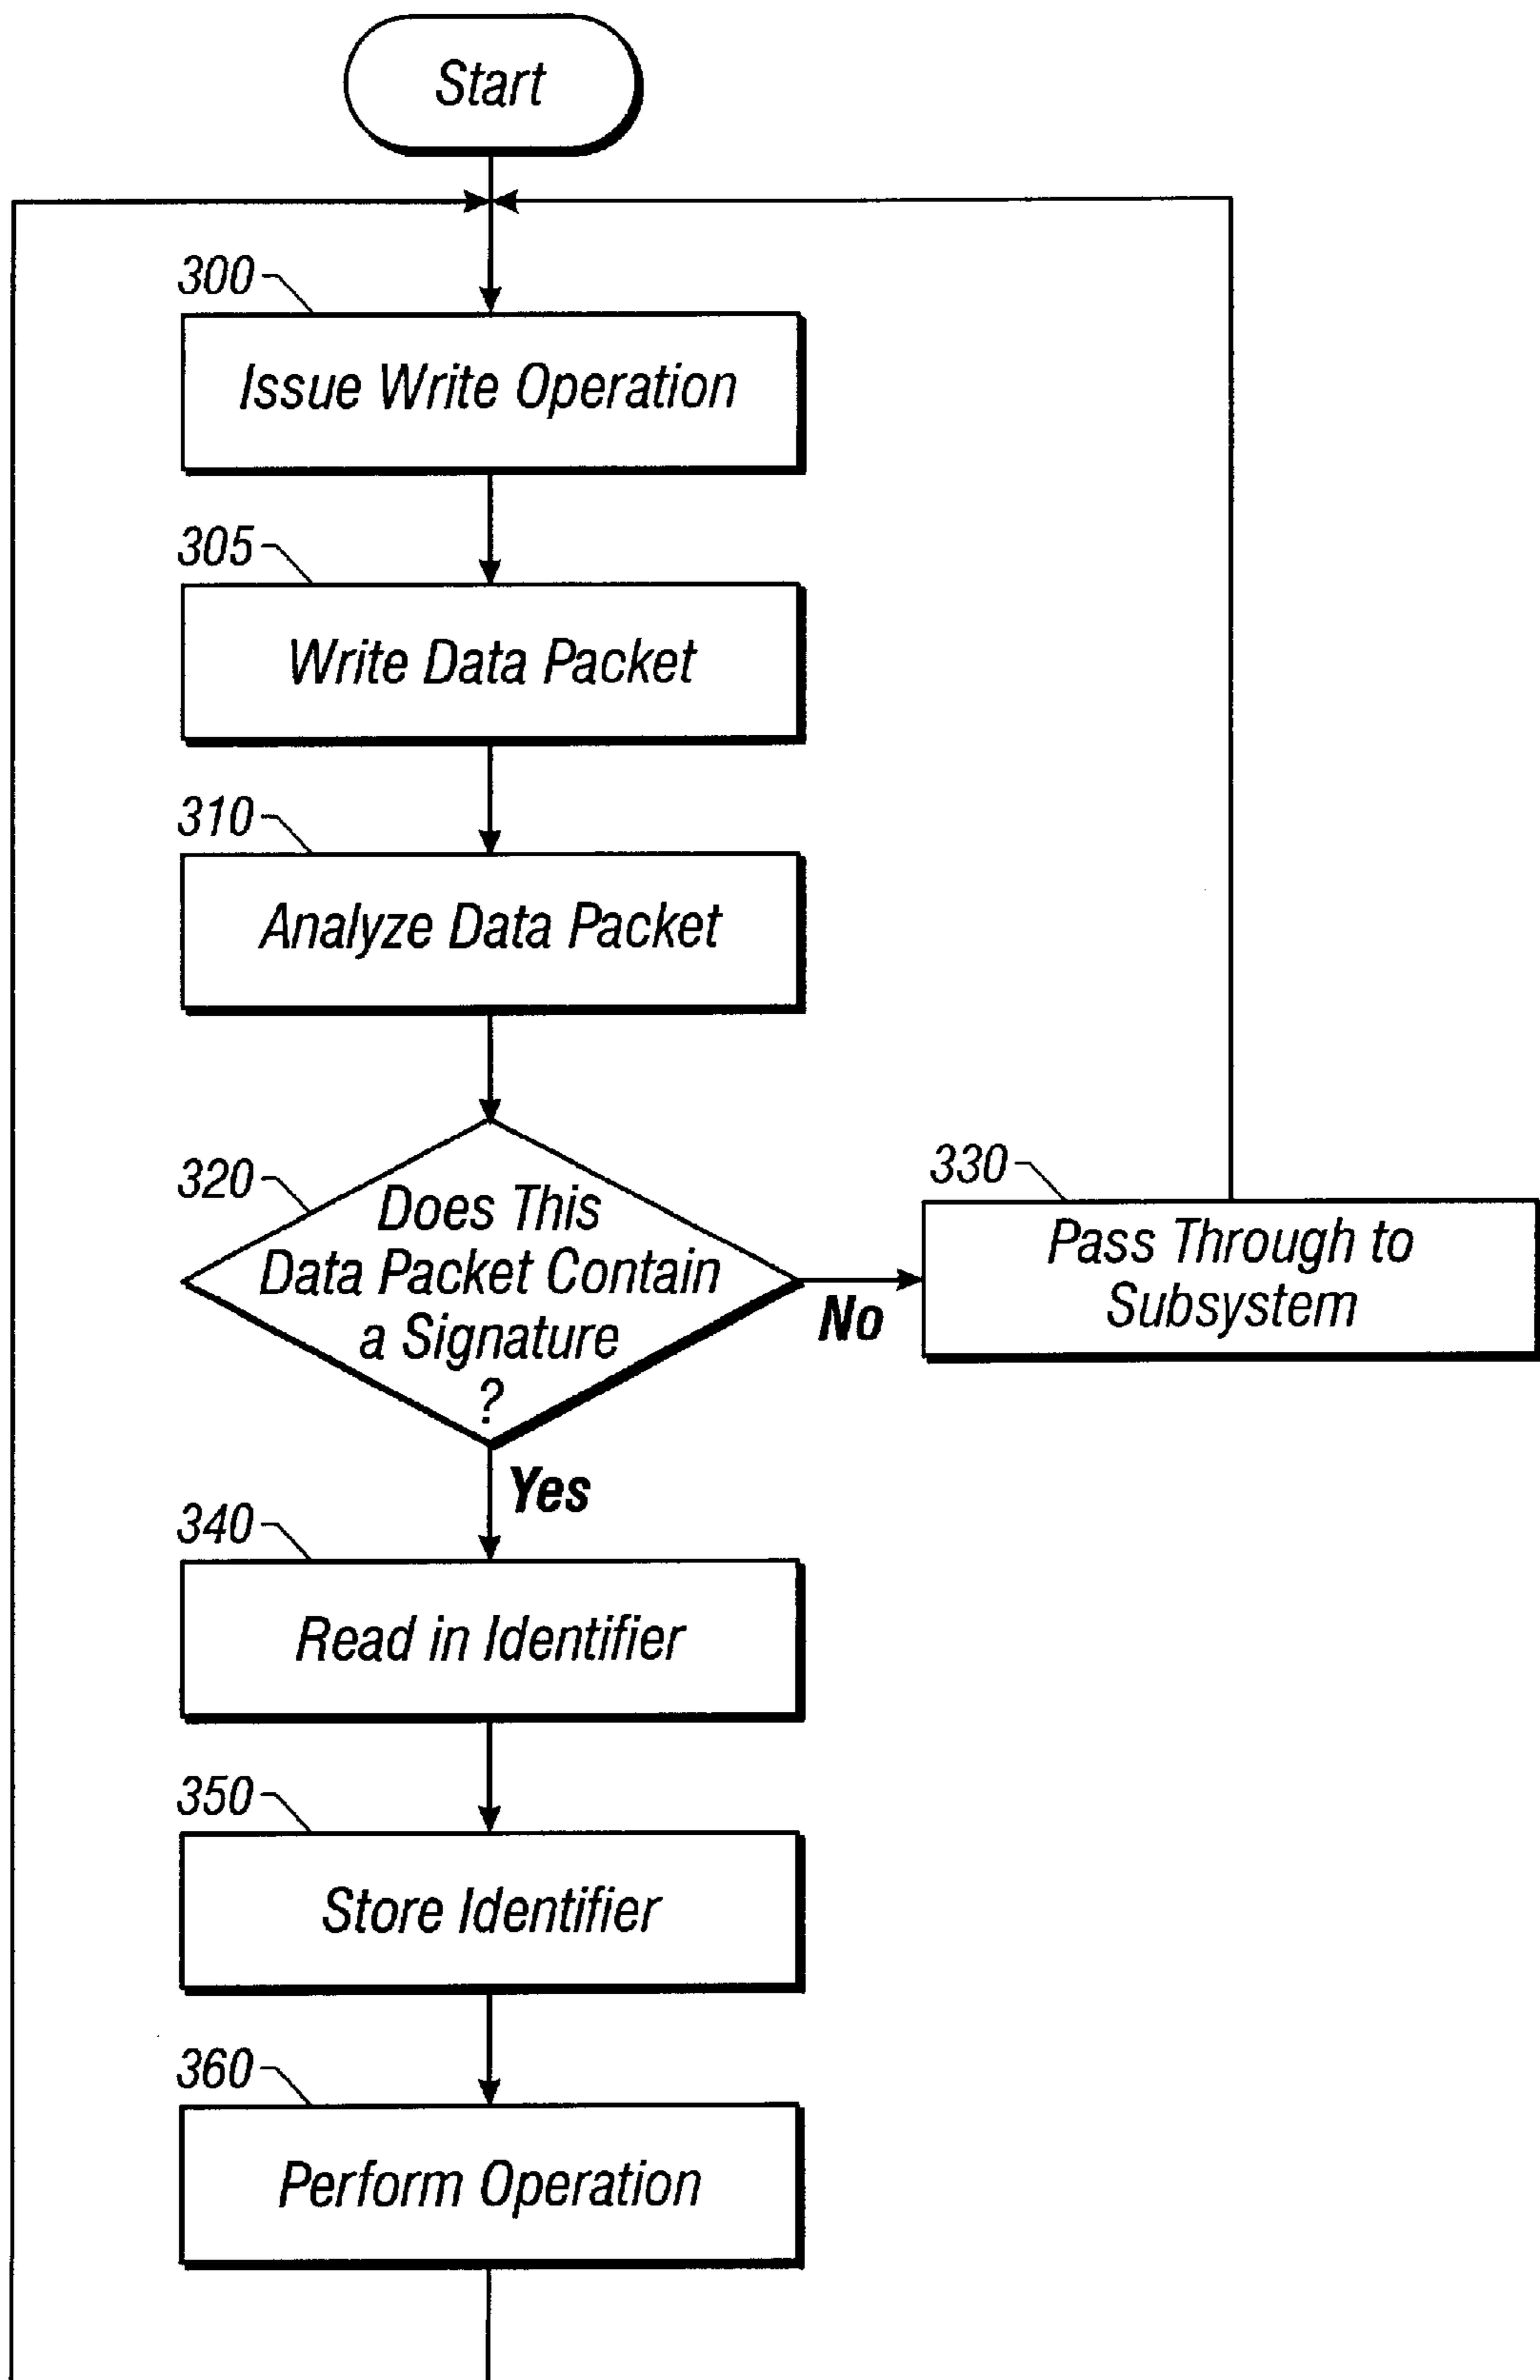 Start
300
Issue Write Operation
305
Write Data Packet
310
Analyze Data Packet
320
Does This
Data Packet Contain
a Signature
?
No
330
Pass Through to
Subsystem
Yes
340
Read in Identifier
350
Store Identifier
360
Perform Operation